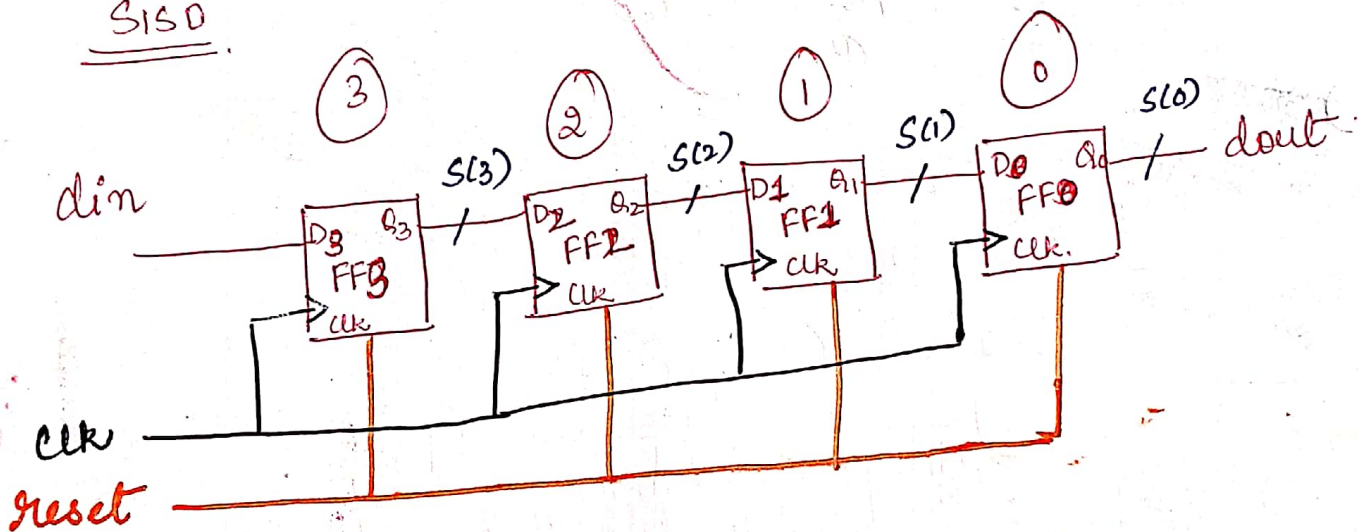 SISO
3 2 1 0
din S(3) S(2) S(1) S(0) dout
D3 Q3 D2 Q2 D1 Q1 D0 Q0
FF3 FF2 FF1 FF0
clk clk clk clk.
clk
reset